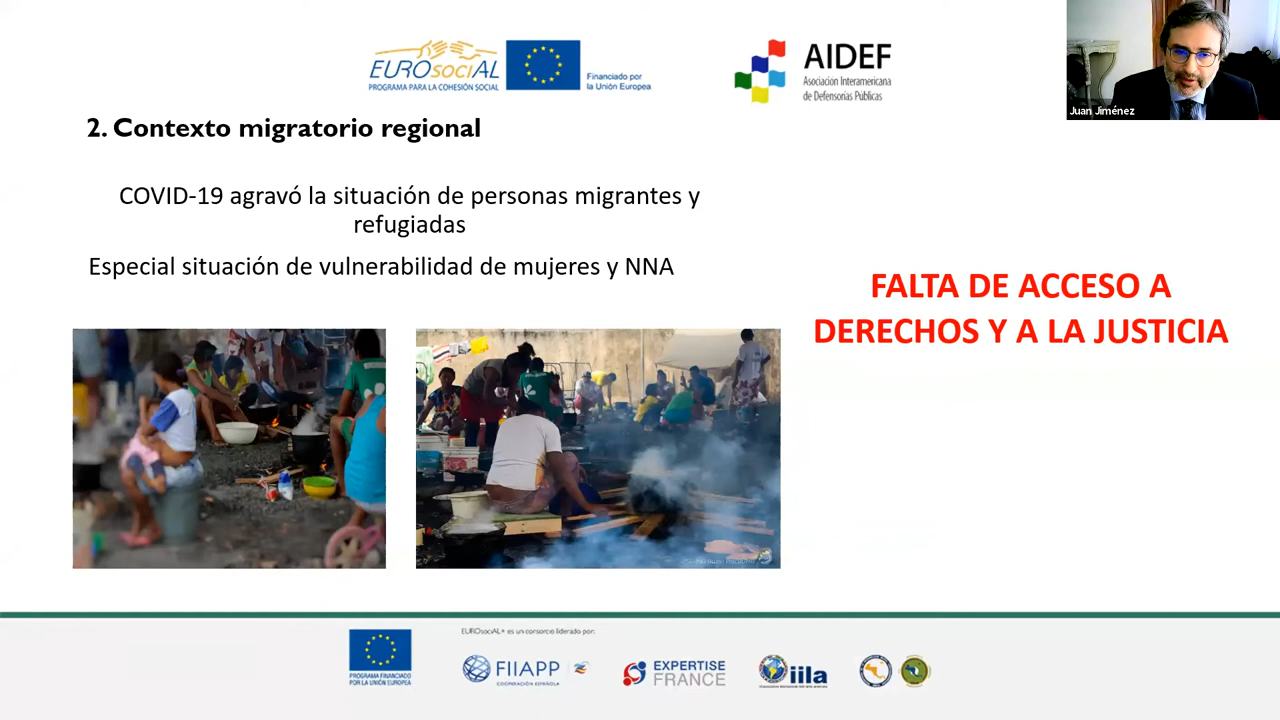 EUROsociAL
PROGRAMA PARA LA COHESIÓN SOCIAL
Financiado por
la Unión Europea
AIDEF
Asociación Interamericana
de Defensorías Públicas
Juan Jiménez
2. Contexto migratorio regional
COVID-19 agravó la situación de personas migrantes y
refugiadas
Especial situación de vulnerabilidad de mujeres y NNA
FALTA DE ACCESO A
DERECHOS Y A LA JUSTICIA
EUROsociAL+ es un consorcio liderado por:
PROGRAMA FINANCIADO
POR LA UNIÓN EUROPEA
FIIAPP
COOPERACIÓN ESPAÑOLA
EXPERTISE
FRANCE
iila